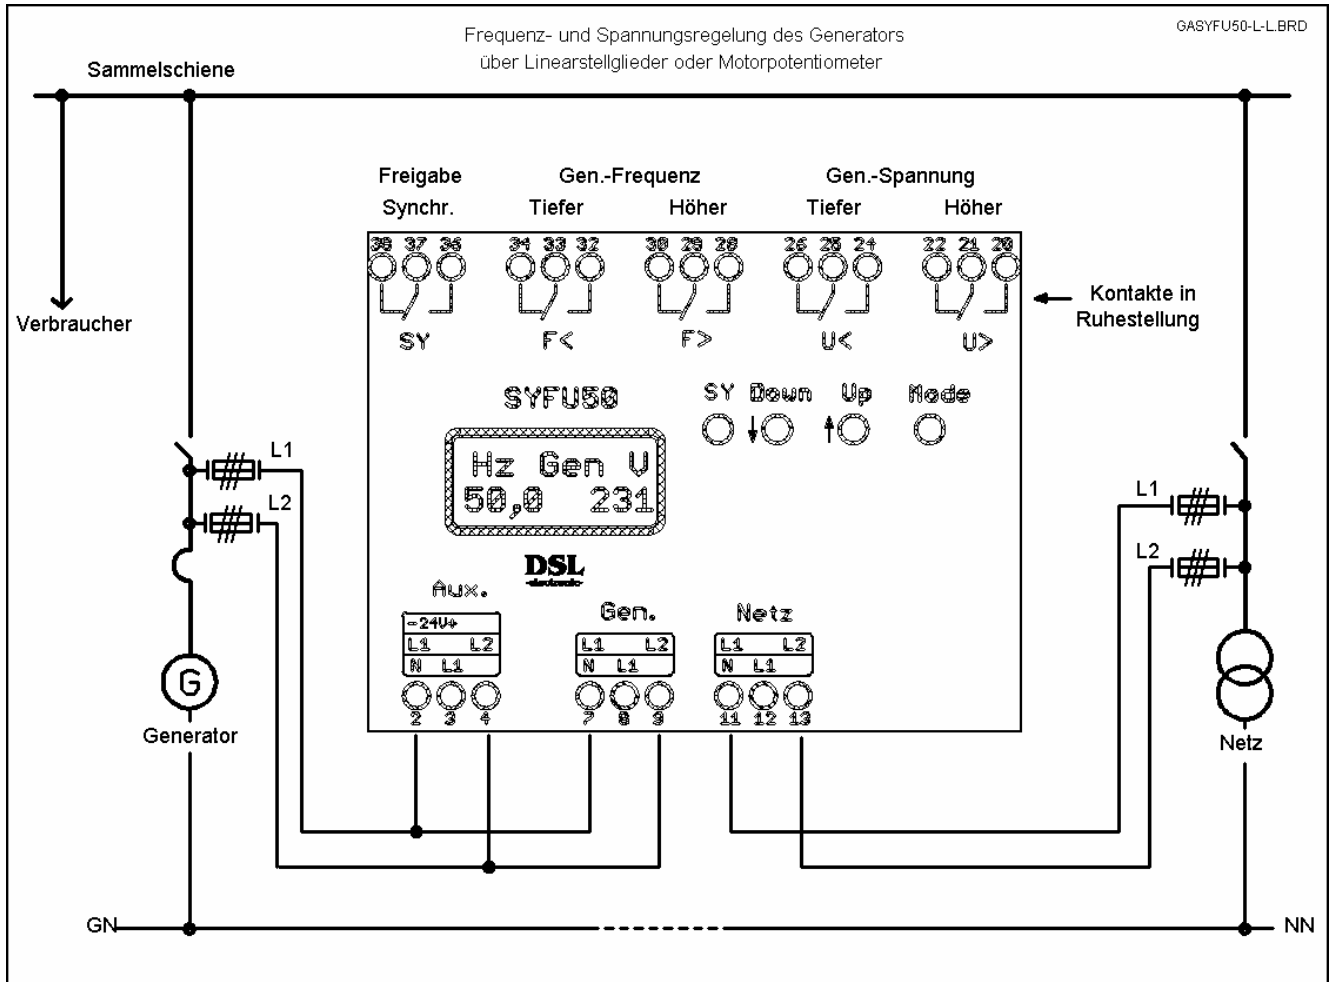 GASYFU50-L-L.BRD
Frequenz- und Spannungsregelung des Generators
über Linearstellglieder oder Motorpotentiometer
Sammelschiene
Freigabe Gen.-Frequenz Gen.-Spannung
Synchr. Tiefer Höher Tiefer Höher
38 37 36 34 33 32 30 29 28 26 25 24 22 21 20
Kontakte in
Ruhestellung
Verbraucher
SY F< F> U< U>
SYFU50
SY Down Up Mode
L1
Hz Gen V
50,0 231
L2
L1
L2
DSL
-electronic-
Aux. Gen. Netz
-24V+
L1 L2 L1 L2 L1 L2
N L1 N L1 N L1
2 3 4 7 8 9 11 12 13
G
Generator
Netz
GN
NN